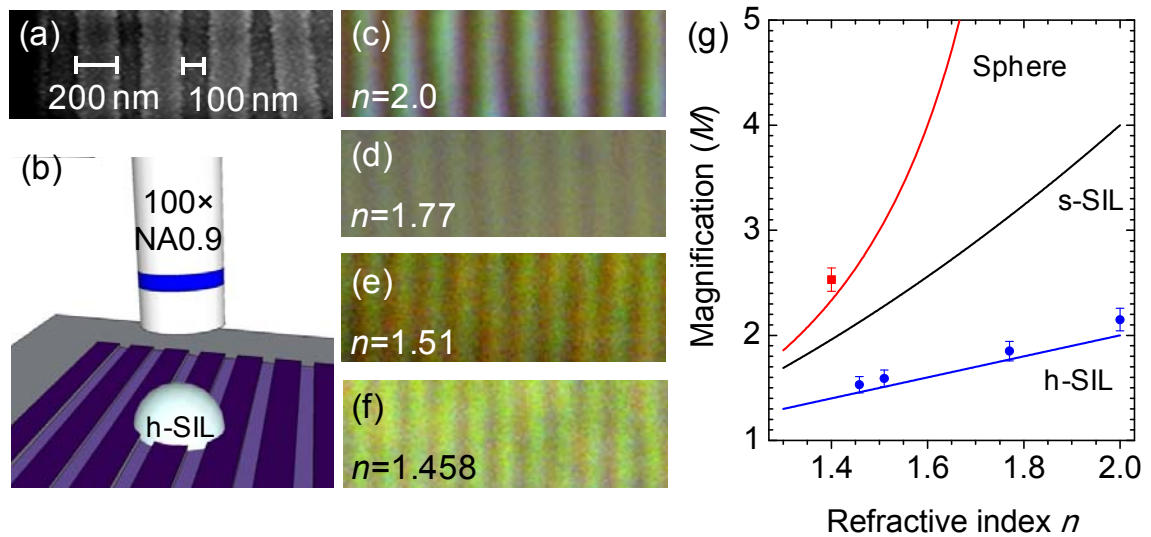 (a)
200 nm
100 nm
(b)
100×
NA0.9
h-SIL
(c)
n=2.0
(d)
n=1.77
(e)
n=1.51
(f)
n=1.458
(g)
5
4
3
2
1
Magnification (M)
Sphere
s-SIL
h-SIL
1.4
1.6
1.8
2.0
Refractive index n